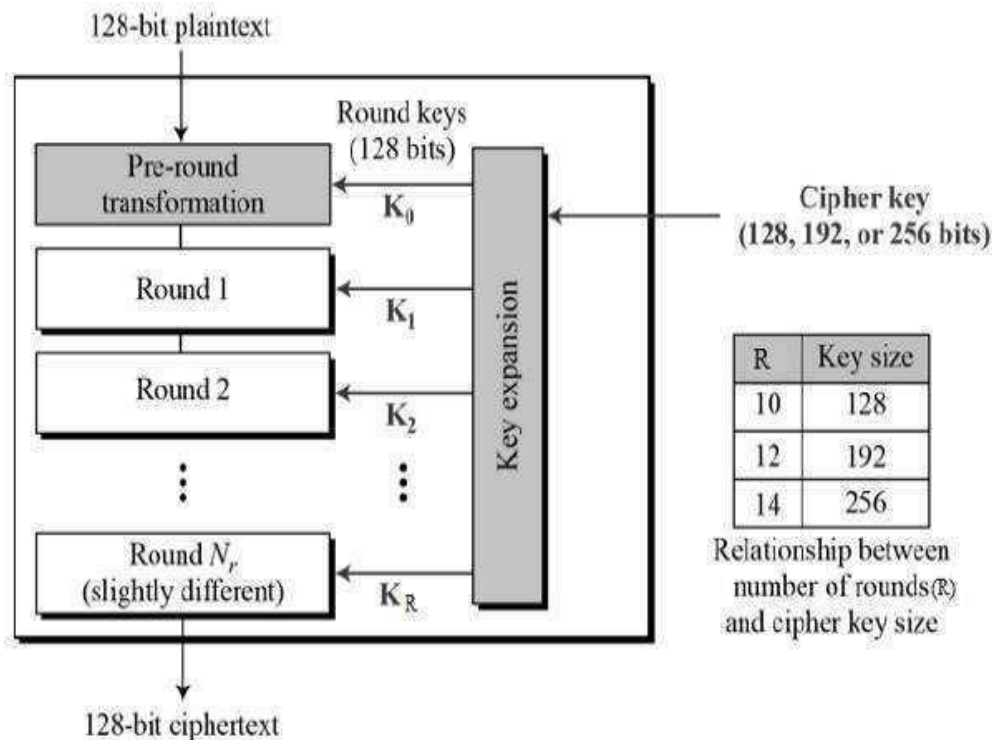 128-bit plaintext
Round keys
(128 bits)
Pre-round
transformation
K0
Cipher key
(128, 192, or 256 bits)
Round 1
K1
Round 2
K2
Key expansion
R Key size
10 128
12 192
14 256
Round Nr
(slightly different)
KR
Relationship between
number of rounds(R)
and cipher key size
128-bit ciphertext